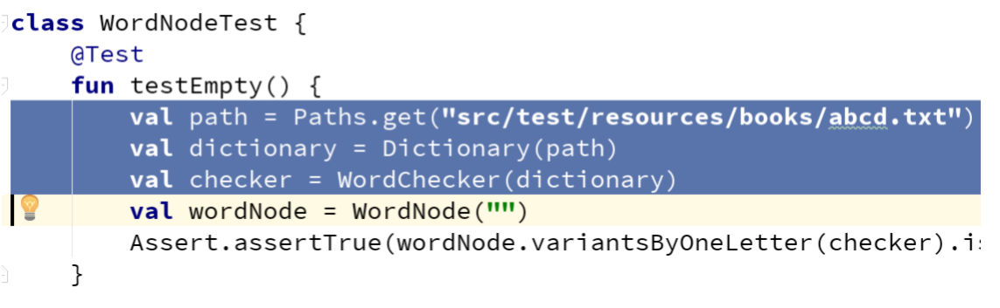 class WordNodeTest {
@Test
fun testEmpty() {
val path = Paths.get("src/test/resources/books/abcd.txt")
val dictionary = Dictionary(path)
val checker = WordChecker(dictionary)
val wordNode = WordNode("")
Assert.assertTrue(wordNode.variantsByOneLetter(checker).is
}